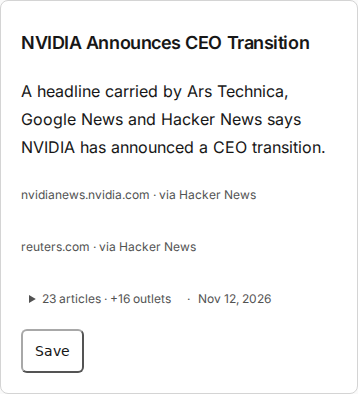 NVIDIA Announces CEO Transition
A headline carried by Ars Technica,
Google News and Hacker News says
NVIDIA has announced a CEO transition.
nvidianews.nvidia.com · via Hacker News
reuters.com · via Hacker News
▶ 23 articles · +16 outlets · Nov 12, 2026
Save